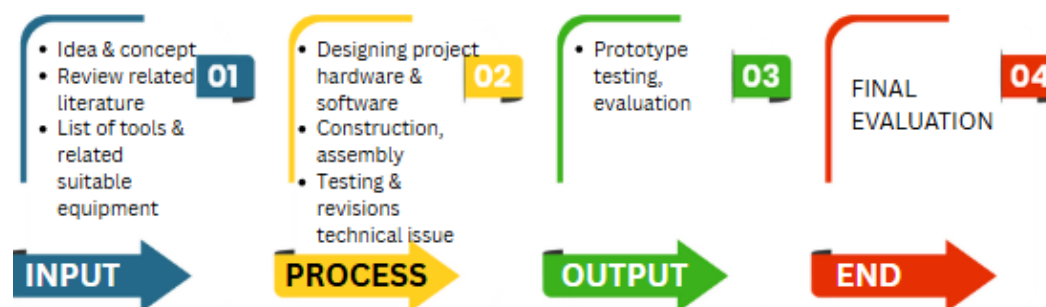 • Idea & concept
• Review related
literature
• List of tools &
related
suitable
equipment
01
INPUT
• Designing project
hardware &
software
• Construction,
assembly
• Testing &
revisions
technical issue
02
PROCESS
• Prototype
testing,
evaluation
03
OUTPUT
FINAL
EVALUATION
04
END